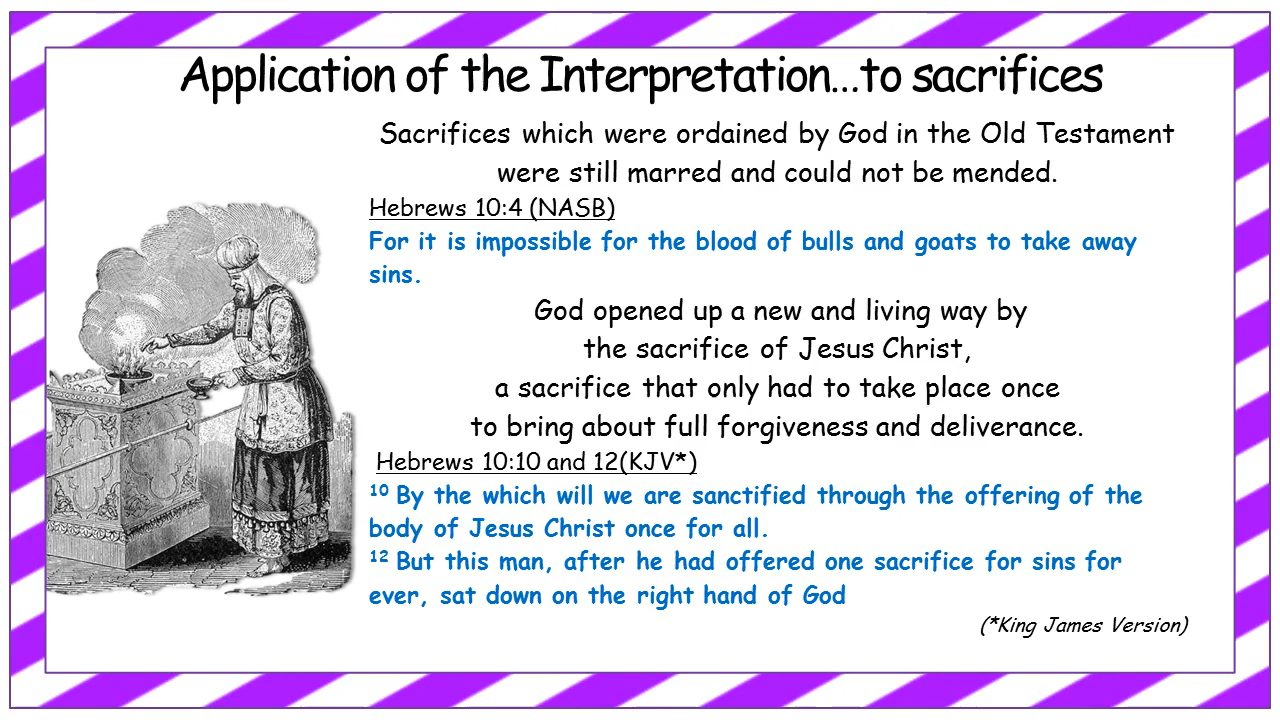 Application of the Interpretation...to sacrifices
Sacrifices which were ordained by God in the Old Testament
were still marred and could not be mended.
Hebrews 10:4 (NASB)
For it is impossible for the blood of bulls and goats to take away
sins.
God opened up a new and living way by
the sacrifice of Jesus Christ,
a sacrifice that only had to take place once
to bring about full forgiveness and deliverance.
Hebrews 10:10 and 12(KJV*)
10 By the which will we are sanctified through the offering of the
body of Jesus Christ once for all.
12 But this man, after he had offered one sacrifice for sins for
ever, sat down on the right hand of God
(*King James Version)